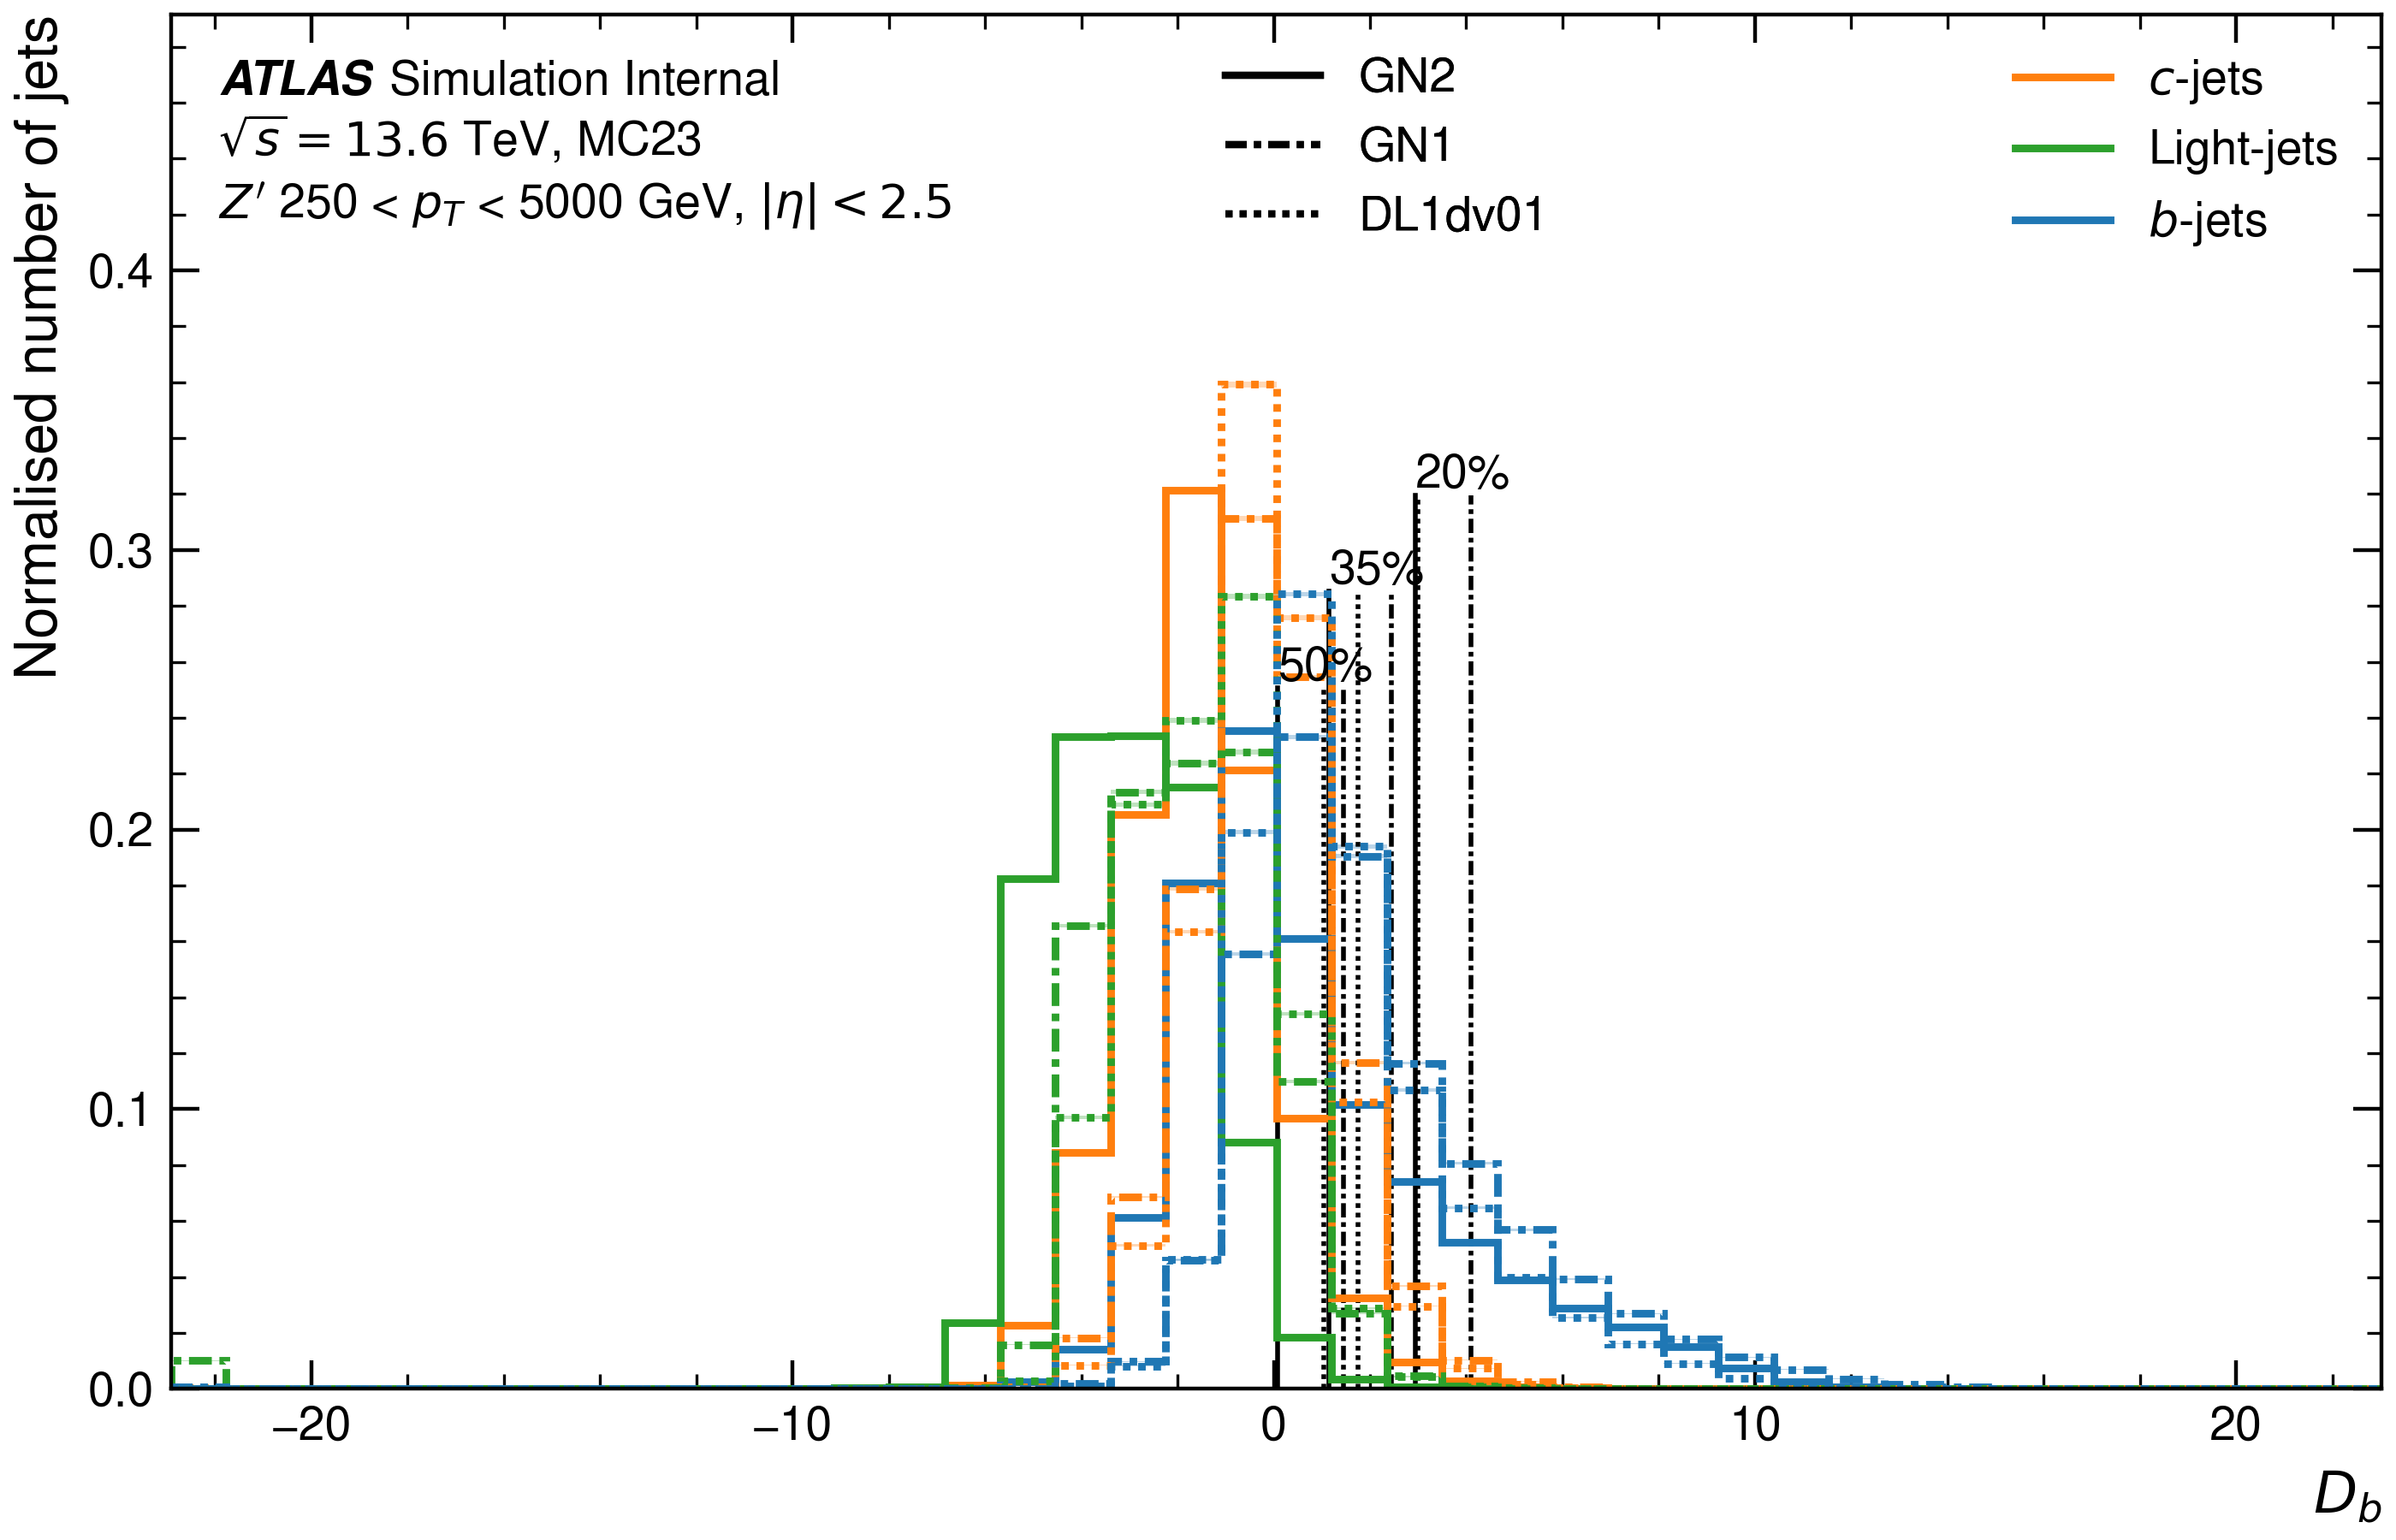 Normalised number of jets
ATLAS Simulation Internal
√s = 13.6 TeV, MC23
Z′ 250 < p_T < 5000 GeV, |η| < 2.5
GN2
GN1
DL1dv01
c-jets
Light-jets
b-jets
0.4
0.3
0.2
0.1
0.0
20%
35%
50%
−20
−10
0
10
20
D_b